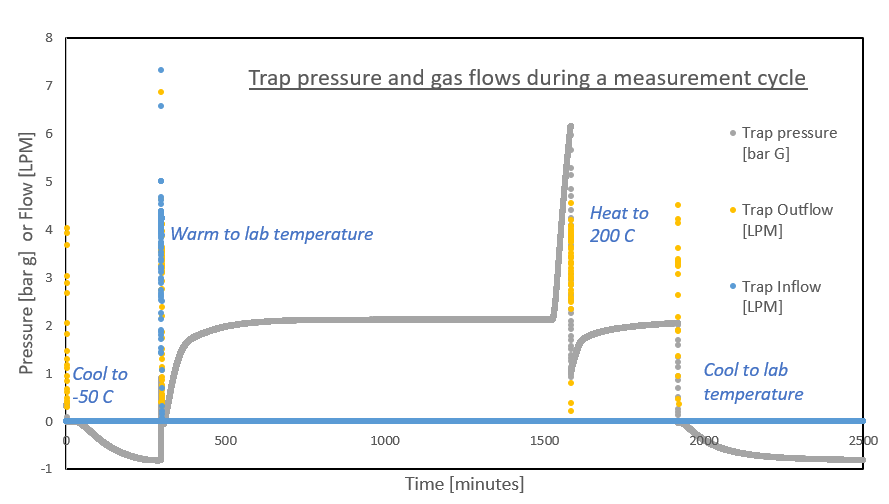 Trap pressure and gas flows during a measurement cycle
8
7
6
5
4
3
2
1
0
-1
Pressure [bar g] or Flow [LPM]
Trap pressure
[bar G]
Trap Outflow
[LPM]
Trap Inflow
[LPM]
Warm to lab temperature
Heat to
200 C
Cool to
-50 C
Cool to lab
temperature
0
500
1000
1500
2000
2500
Time [minutes]